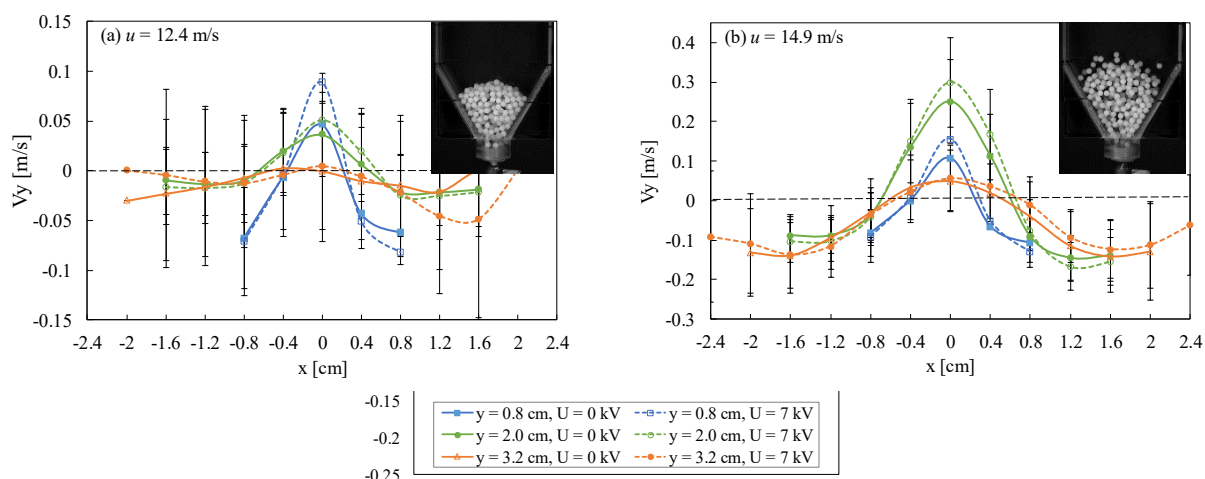 (a) u = 12.4 m/s
0.15
0.1
0.05
0
-0.05
-0.1
-0.15
Vy [m/s]
-2.4 -2 -1.6 -1.2 -0.8 -0.4 0 0.4 0.8 1.2 1.6 2 2.4
x [cm]
(b) u = 14.9 m/s
0.4
0.3
0.2
0.1
0
-0.1
-0.2
-0.3
Vy [m/s]
-2.4 -2 -1.6 -1.2 -0.8 -0.4 0 0.4 0.8 1.2 1.6 2 2.4
x [cm]
-0.15
-0.2
-0.25
y = 0.8 cm, U = 0 kV y = 0.8 cm, U = 7 kV
y = 2.0 cm, U = 0 kV y = 2.0 cm, U = 7 kV
y = 3.2 cm, U = 0 kV y = 3.2 cm, U = 7 kV